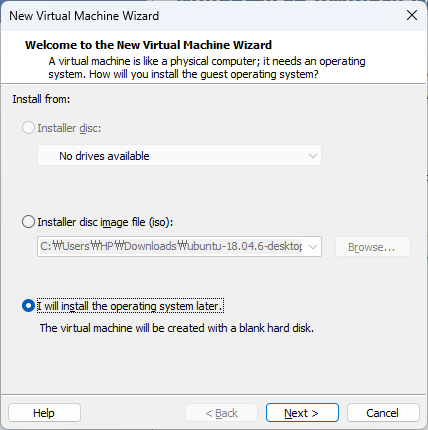 New Virtual Machine Wizard
Welcome to the New Virtual Machine Wizard
A virtual machine is like a physical computer; it needs an operating
system. How will you install the guest operating system?
Install from:
Installer disc:
No drives available
Installer disc image file (iso):
C:₩Users₩HP₩Downloads₩ubuntu-18.04.6-desktop
Browse...
I will install the operating system later.
The virtual machine will be created with a blank hard disk.
Help
< Back
Next >
Cancel